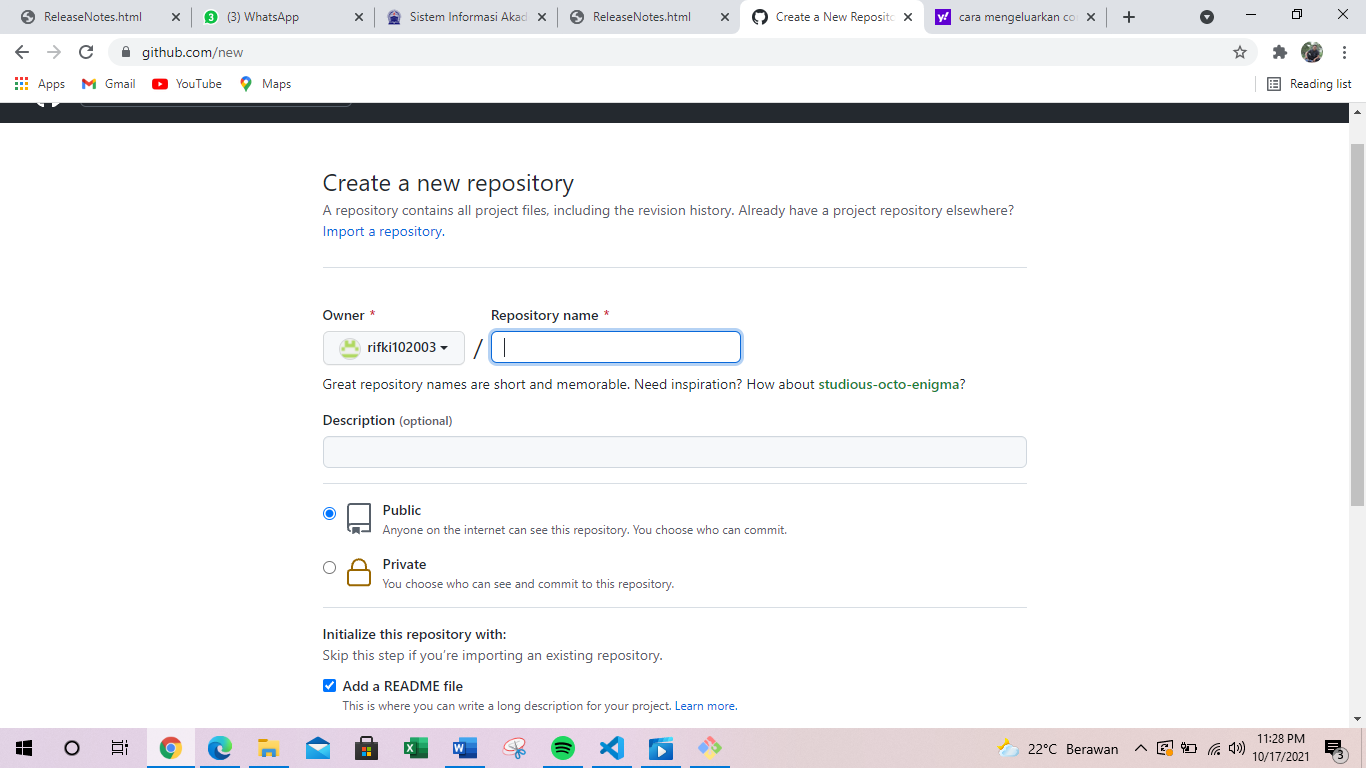 ReleaseNotes.html
(3) WhatsApp
Sistem Informasi Akad
ReleaseNotes.html
Create a New Reposito
cara mengeluarkan co
github.com/new
Apps
Gmail
YouTube
Maps
Reading list
Create a new repository
A repository contains all project files, including the revision history. Already have a project repository elsewhere?
Import a repository.
Owner *
Repository name *
rifki102003
/
Great repository names are short and memorable. Need inspiration? How about studious-octo-enigma?
Description (optional)
Public
Anyone on the internet can see this repository. You choose who can commit.
Private
You choose who can see and commit to this repository.
Initialize this repository with:
Skip this step if you're importing an existing repository.
Add a README file
This is where you can write a long description for your project. Learn more.
22°C Berawan
11:28 PM
10/17/2021
3